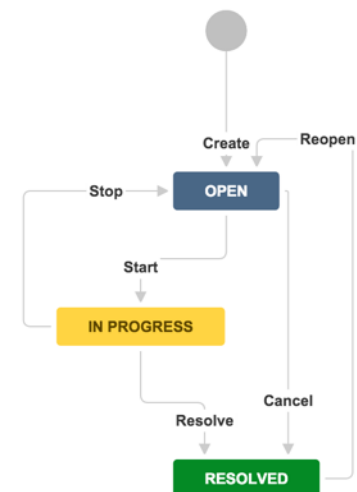 Create
Reopen
Stop
OPEN
Start
IN PROGRESS
Cancel
Resolve
RESOLVED